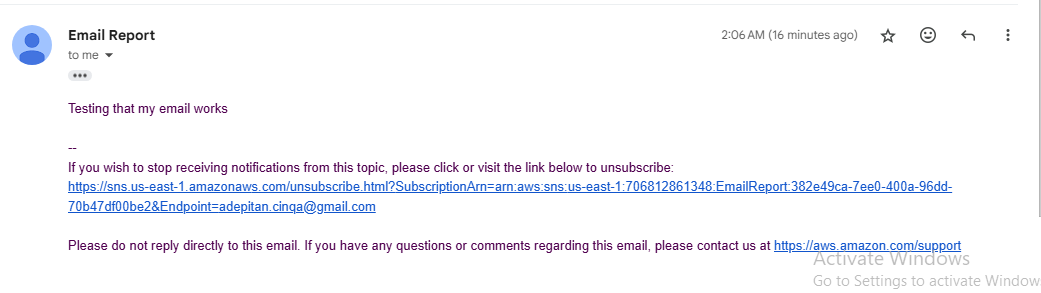 Email Report
2:06 AM (16 minutes ago)
to me
Testing that my email works
--
If you wish to stop receiving notifications from this topic, please click or visit the link below to unsubscribe:
https://sns.us-east-1.amazonaws.com/unsubscribe.html?SubscriptionArn=arn:aws:sns:us-east-1:706812861348:EmailReport:382e49ca-7ee0-400a-96dd-
70b47df00be2&Endpoint=adepitan.cinqa@gmail.com
Please do not reply directly to this email. If you have any questions or comments regarding this email, please contact us at https://aws.amazon.com/support
Activate Windows
Go to Settings to activate Window